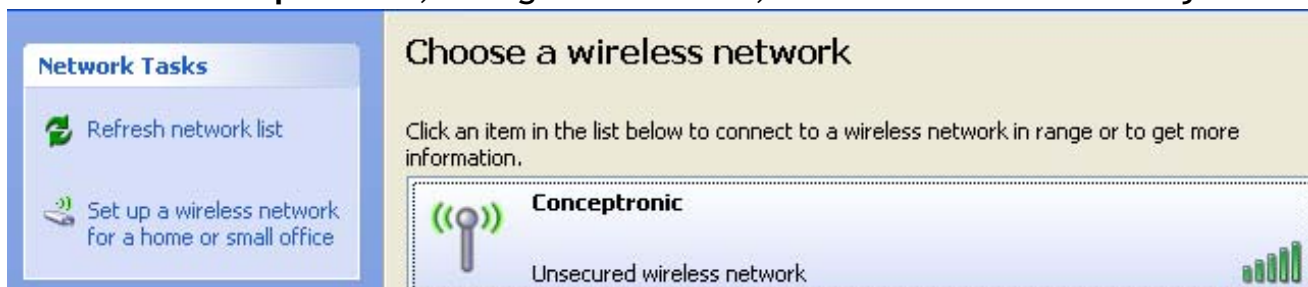 Network Tasks
Refresh network list
Set up a wireless network
for a home or small office
Choose a wireless network
Click an item in the list below to connect to a wireless network in range or to get more
information.
Conceptronic
Unsecured wireless network